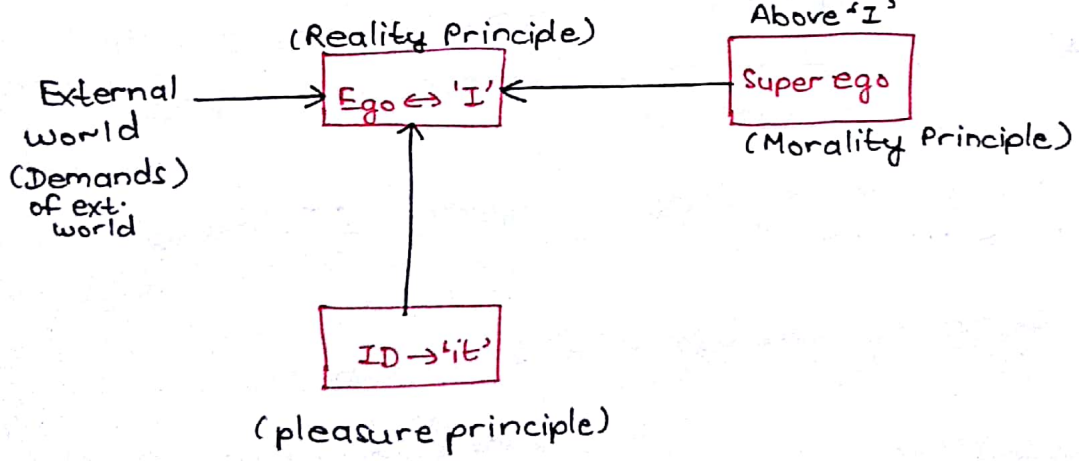 (Reality Principle)
Ego ↔ 'I'
Above 'I'
Super ego
(Morality Principle)
External
world
(Demands)
of ext.
world
ID → 'it'
(pleasure principle)